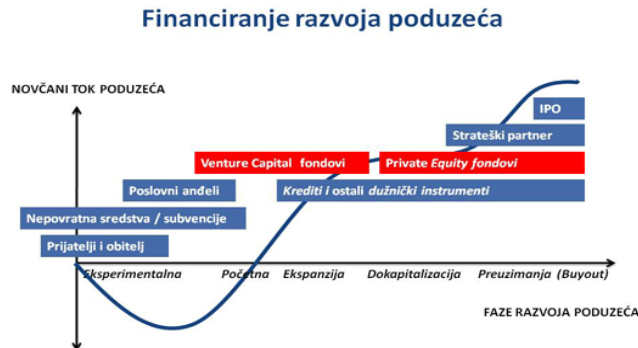 Financiranje razvoja poduzeća
NOVČANI TOK PODUZEĆA
IPO
Strateški partner
Venture Capital fondovi
Private Equity fondovi
Poslovni anđeli
Krediti i ostali dužnički instrumenti
Nepovratna sredstva / subvencije
Prijatelji i obitelj
Eksperimentalna
Početna
Ekspanzija
Dokapitalizacija
Preuzimanja (Buyout)
FAZE RAZVOJA PODUZEĆA